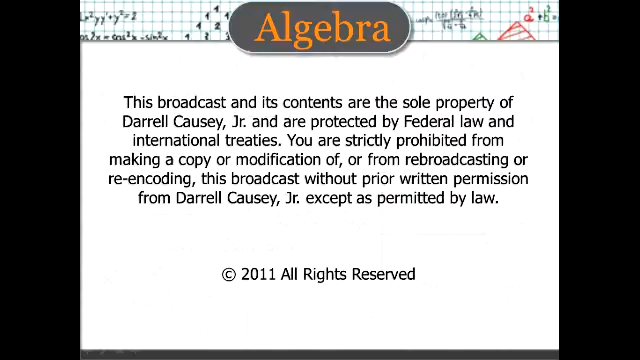 Algebra
This broadcast and its contents are the sole property of
Darrell Causey, Jr. and are protected by Federal law and
international treaties. You are strictly prohibited from
making a copy or modification of, or from rebroadcasting or
re-encoding, this broadcast without prior written permission
from Darrell Causey, Jr. except as permitted by law.
© 2011 All Rights Reserved